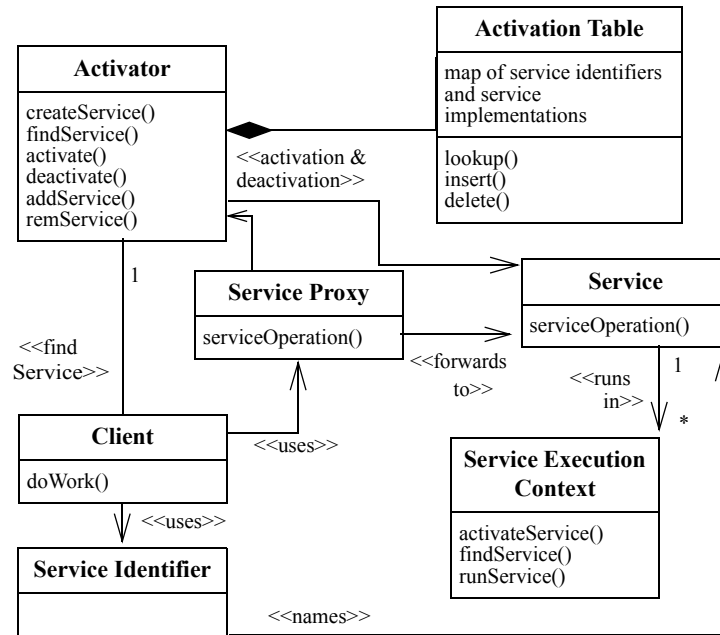 Activator
createService()
findService()
activate()
deactivate()
addService()
remService()
Activation Table
map of service identifiers
and service
implementations
lookup()
insert()
delete()
<<activation &
deactivation>>
1
Service Proxy
serviceOperation()
Service
serviceOperation()
<<find
Service>>
<<forwards
to>>
<<runs
in>>
1
*
Client
doWork()
<<uses>>
<<uses>>
Service Execution
Context
activateService()
findService()
runService()
Service Identifier
<<names>>